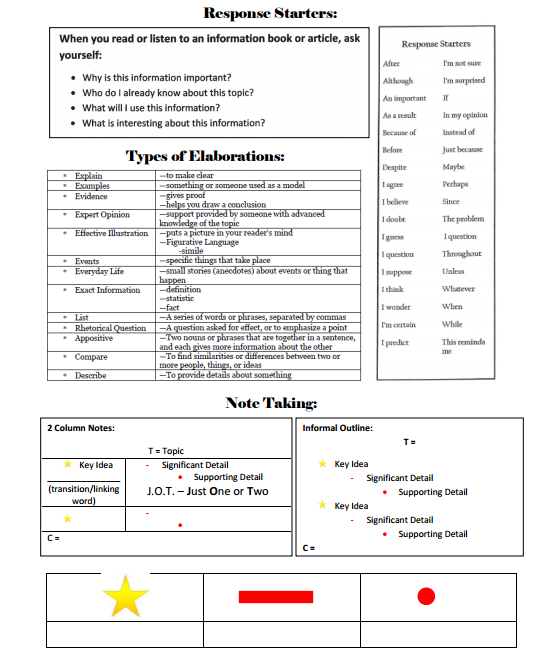 Response Starters:
When you read or listen to an information book or article, ask
yourself:
• Why is this information important?
• Who do I already know about this topic?
• What will I use this information?
• What is interesting about this information?
Types of Elaborations:
* Explain —to make clear
* Examples —something or someone used as a model
* Evidence —gives proof
—helps you draw a conclusion
* Expert Opinion —support provided by someone with advanced
knowledge of the topic
* Effective Illustration —puts a picture in your reader's mind
—Figurative Language
-simile
* Events —specific things that take place
* Everyday Life —small stories (anecdotes) about events or thing that
happen
* Exact Information —definition
—statistic
—fact
* List —A series of words or phrases, separated by commas
* Rhetorical Question —A question asked for effect, or to emphasize a point
* Appositive —Two nouns or phrases that are together in a sentence,
and each gives more information about the other
* Compare —To find similarities or differences between two or
more people, things, or ideas
* Describe —To provide details about something
Response Starters
After I'm not sure
Although I'm surprised
An important If
As a result In my opinion
Because of Instead of
Before Just because
Despite Maybe
I agree Perhaps
I believe Since
I doubt The problem
I guess I question
I question Throughout
I suppose Unless
I think Whatever
I wonder When
I'm certain While
I predict This reminds
me
Note Taking:
2 Column Notes:
T = Topic
Key Idea
(transition/linking
word)
- Significant Detail
• Supporting Detail
J.O.T. – Just One or Two
-
•
C =
Informal Outline:
T =
Key Idea
- Significant Detail
• Supporting Detail
Key Idea
- Significant Detail
• Supporting Detail
C =